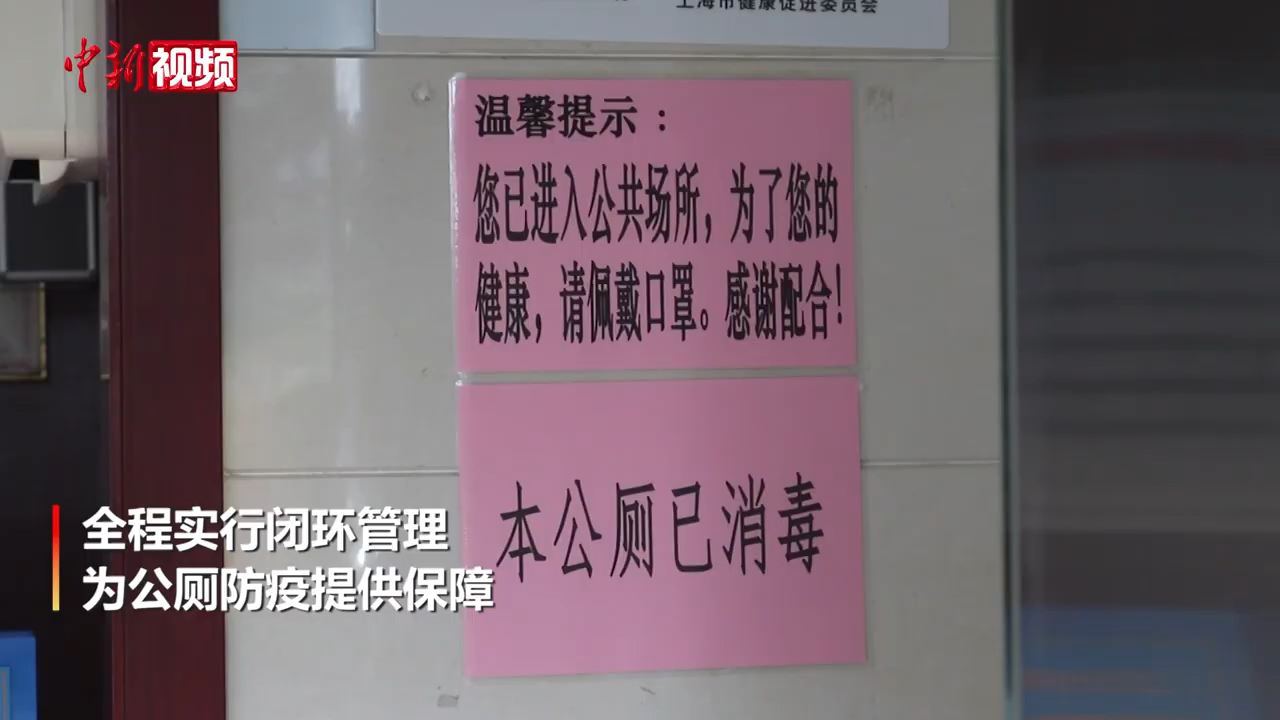 上海市健康促进委员会
中新视频
温馨提示：
您已进入公共场所，为了您的
健康，请佩戴口罩。感谢配合！
本公厕已消毒
全程实行闭环管理
为公厕防疫提供保障